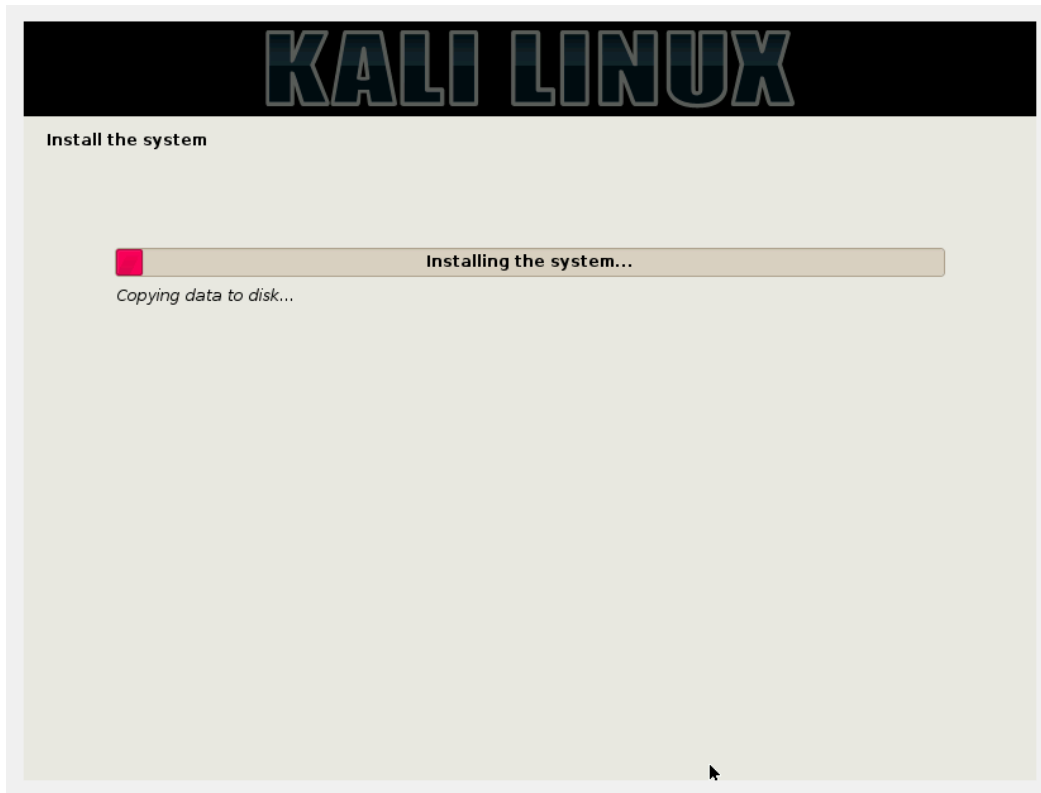 KALI LINUX
Install the system
Installing the system...
Copying data to disk...